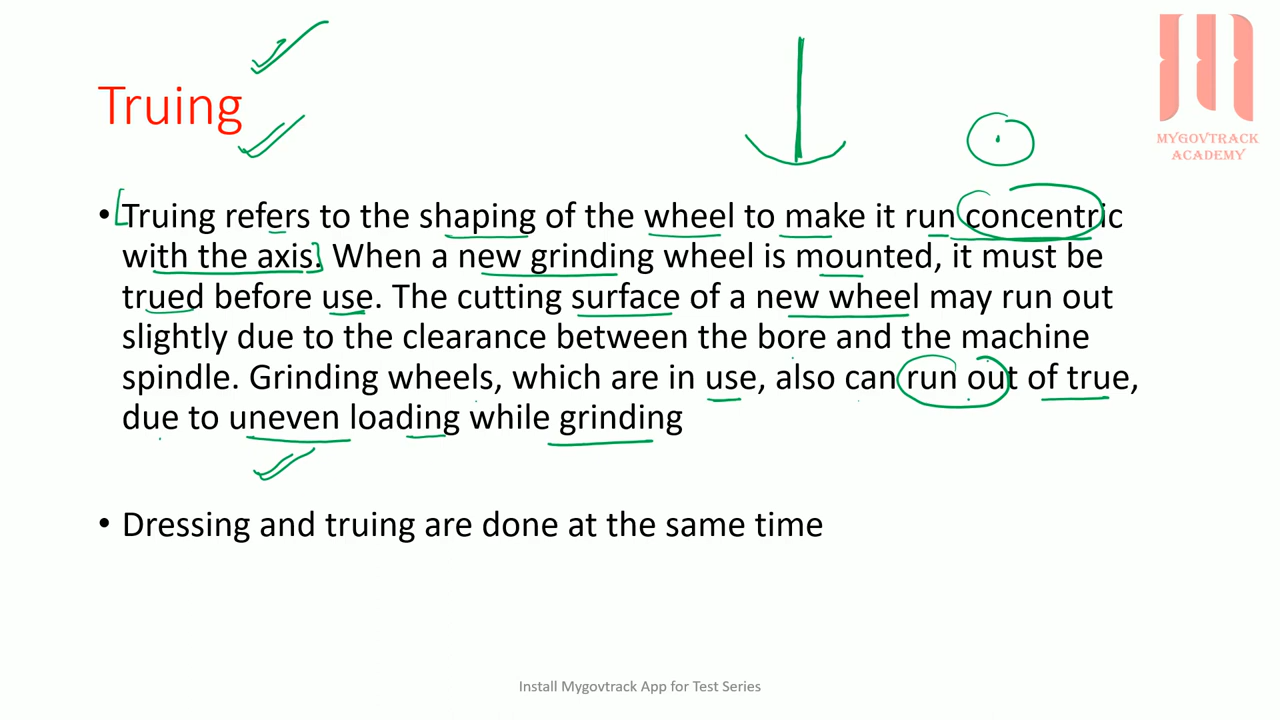 MYGOVTRACK
ACADEMY
Truing
• Truing refers to the shaping of the wheel to make it run concentric
with the axis. When a new grinding wheel is mounted, it must be
trued before use. The cutting surface of a new wheel may run out
slightly due to the clearance between the bore and the machine
spindle. Grinding wheels, which are in use, also can run out of true,
due to uneven loading while grinding
• Dressing and truing are done at the same time
Install Mygovtrack App for Test Series